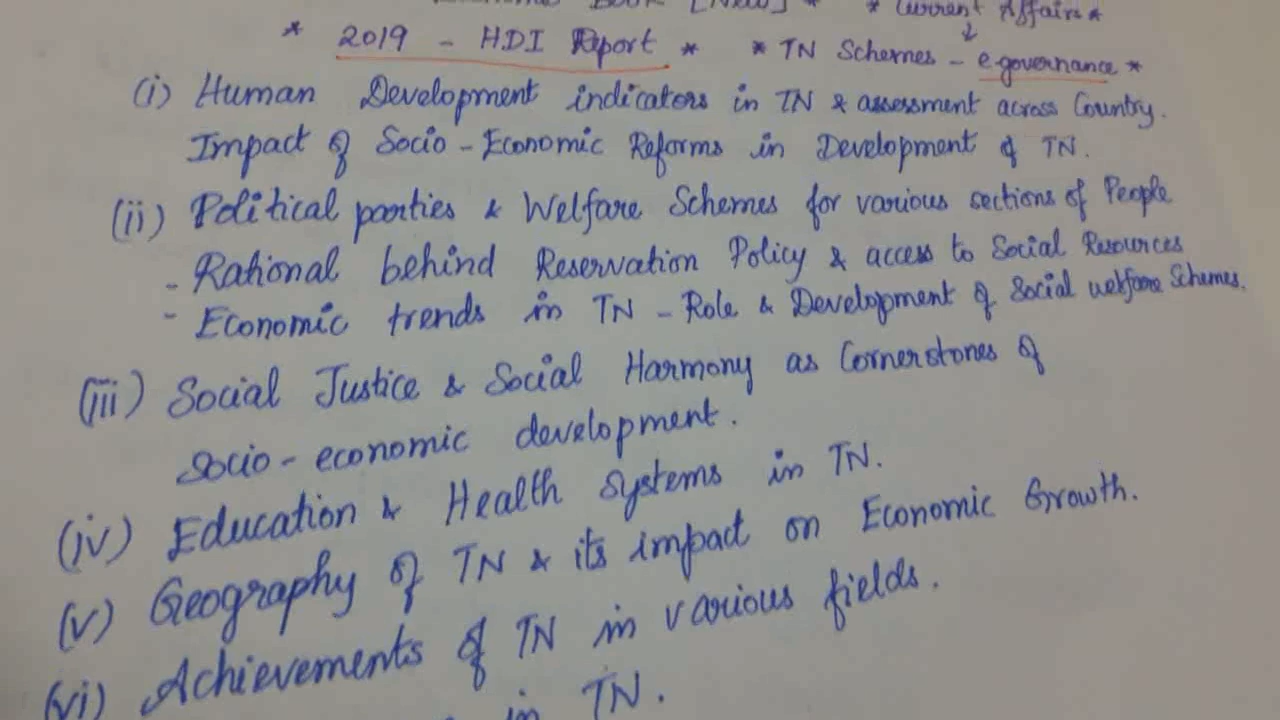 Book [New] * * Current Affairs *
* 2019 - HDI Report * * TN Schemes - e-governance *
(i) Human Development indicators in TN & assessment across Country.
Impact of Socio - Economic Reforms in Development of TN.
(ii) Political parties & Welfare Schemes for various sections of People
- Rational behind Reservation Policy & access to Social Resources
- Economic trends in TN - Role & Development of Social welfare Schemes.
(iii) Social Justice & Social Harmony as Cornerstones of
Socio - economic development.
(iv) Education & Health systems in TN.
(v) Geography of TN & its impact on Economic Growth.
(vi) Achievements of TN in various fields.
in TN.